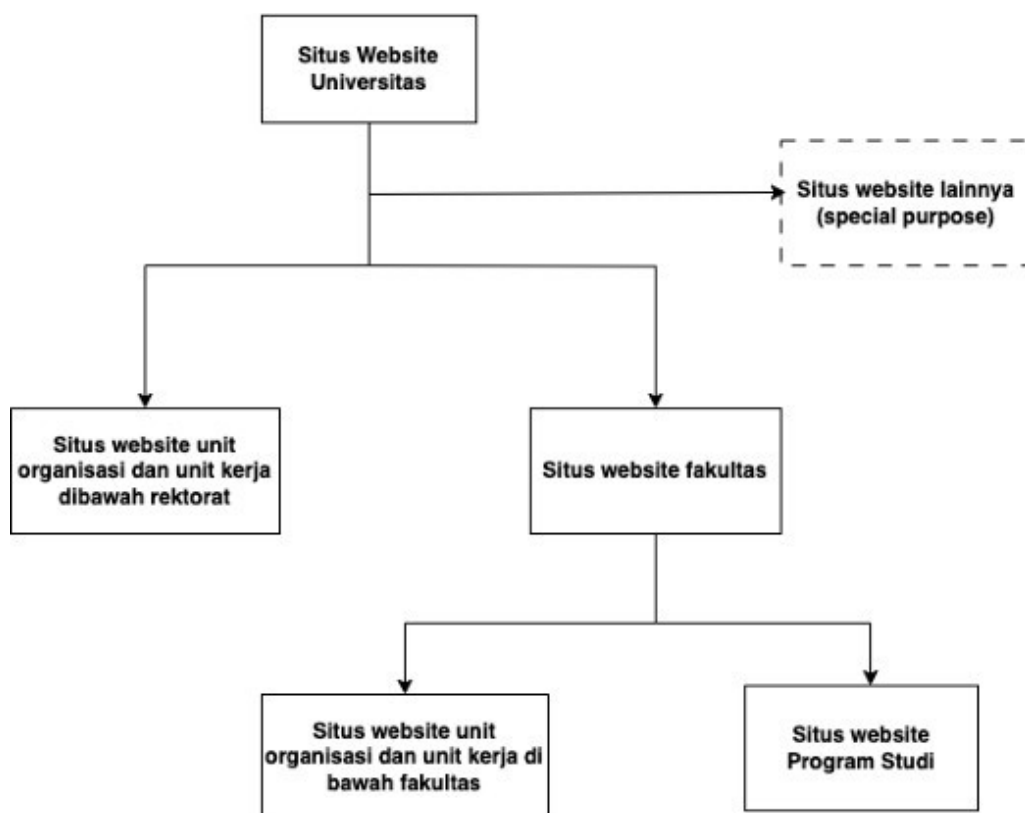 Situs Website
Universitas
Situs website lainnya
(special purpose)
Situs website unit
organisasi dan unit kerja
dibawah rektorat
Situs website fakultas
Situs website unit
organisasi dan unit kerja di
bawah fakultas
Situs website
Program Studi